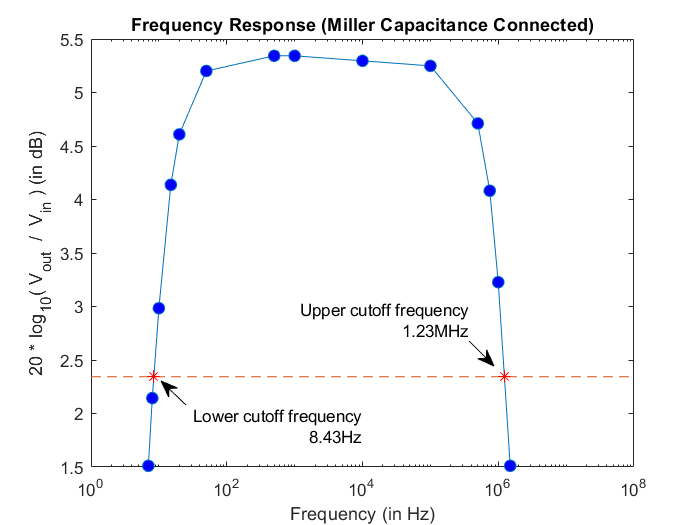 Frequency Response (Miller Capacitance Connected)
5.5
5
4.5
4
3.5
3
2.5
2
1.5
20 * log10( Vout / Vin ) (in dB)
Upper cutoff frequency
1.23MHz
Lower cutoff frequency
8.43Hz
10^0 10^2 10^4 10^6 10^8
Frequency (in Hz)